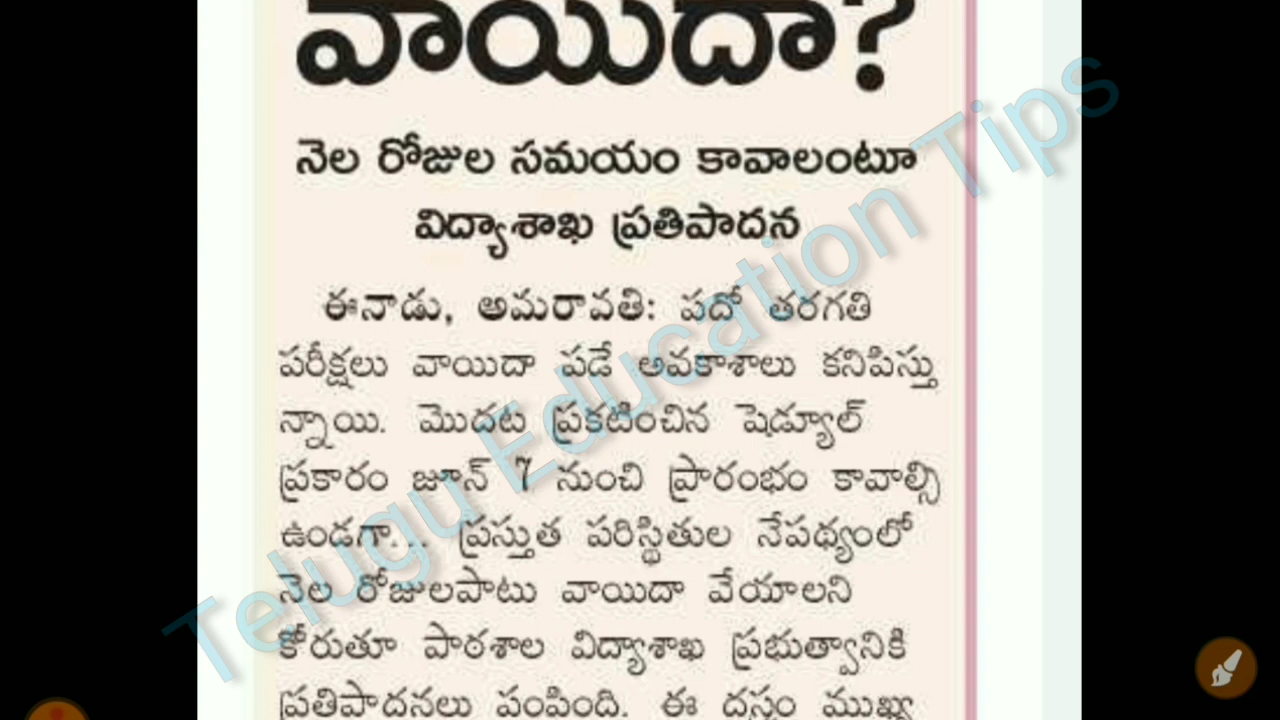 వాయిదా?
నెల రోజుల సమయం కావాలంటూ
విద్యాశాఖ ప్రతిపాదన
ఈనాడు, అమరావతి: పదో తరగతి
పరీక్షలు వాయిదా పడే అవకాశాలు కనిపిస్తు
న్నాయి. మొదట ప్రకటించిన షెడ్యూల్
ప్రకారం జూన్ 7 నుంచి ప్రారంభం కావాల్సి
ఉండగా... ప్రస్తుత పరిస్థితుల నేపథ్యంలో
నెల రోజులపాటు వాయిదా వేయాలని
కోరుతూ పాఠశాల విద్యాశాఖ ప్రభుత్వానికి
ప్రతిపాదనలు పంపింది. ఈ దస్త్రం ముఖ్య
Telugu Education Tips